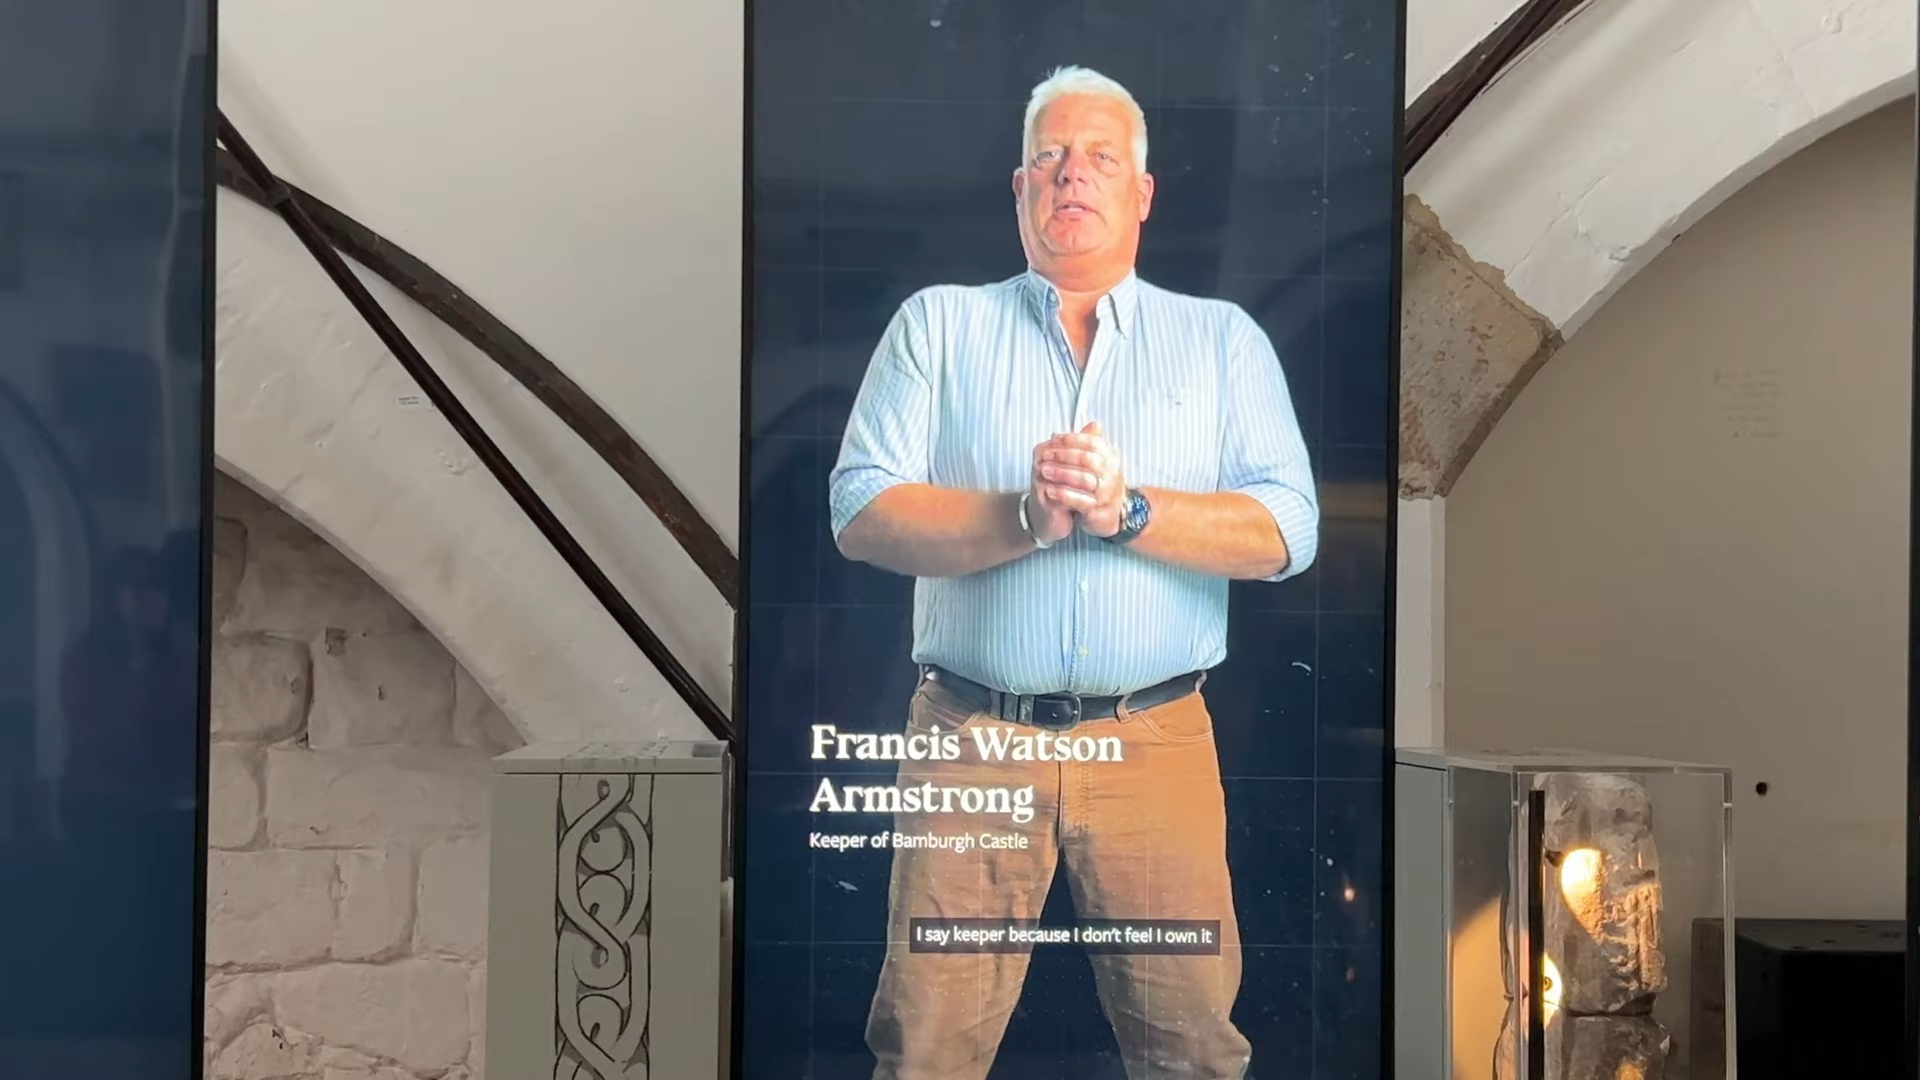 Francis Watson
Armstrong
Keeper of Bamburgh Castle
I say keeper because I don't feel I own it